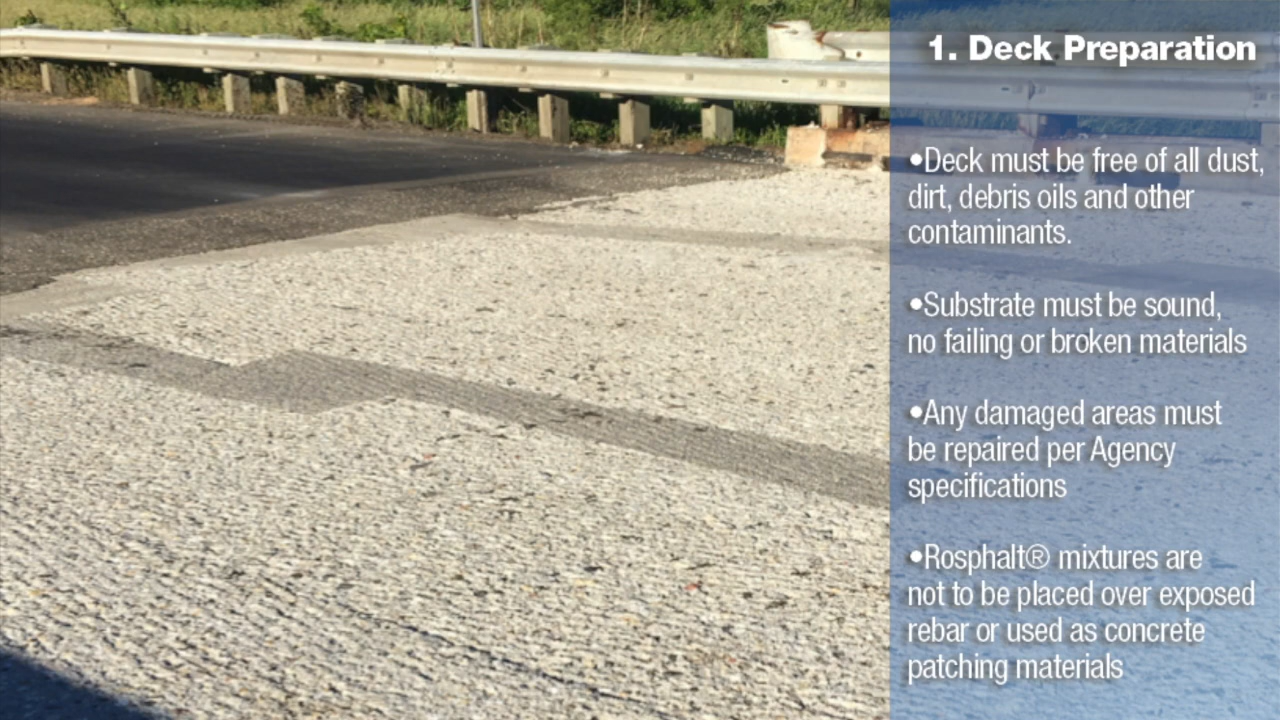 1. Deck Preparation
•Deck must be free of all dust,
dirt, debris oils and other
contaminants.
•Substrate must be sound,
no failing or broken materials
•Any damaged areas must
be repaired per Agency
specifications
•Rosphalt® mixtures are
not to be placed over exposed
rebar or used as concrete
patching materials